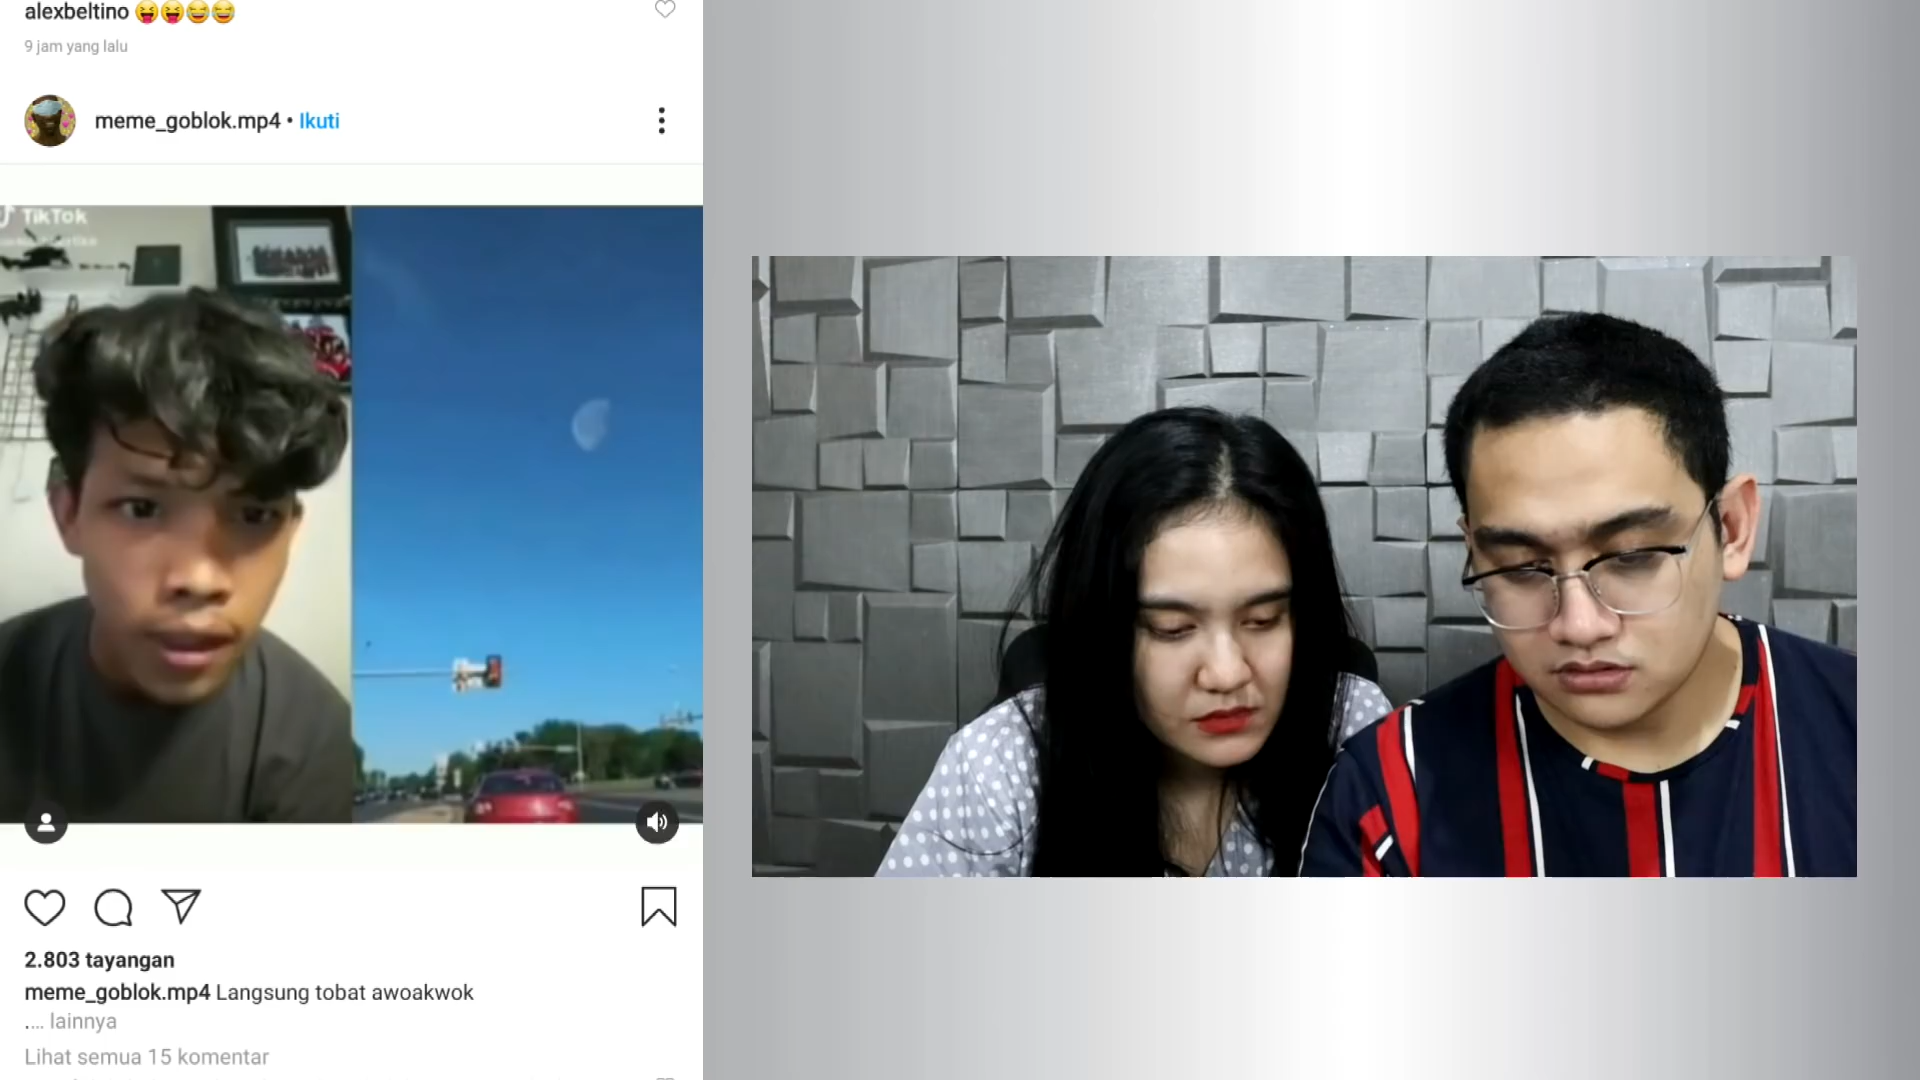 alexbeltino 😝😝😂😂
9 jam yang lalu
meme_goblok.mp4 • Ikuti
TikTok
2.803 tayangan
meme_goblok.mp4 Langsung tobat awoakwok
.... lainnya
Lihat semua 15 komentar